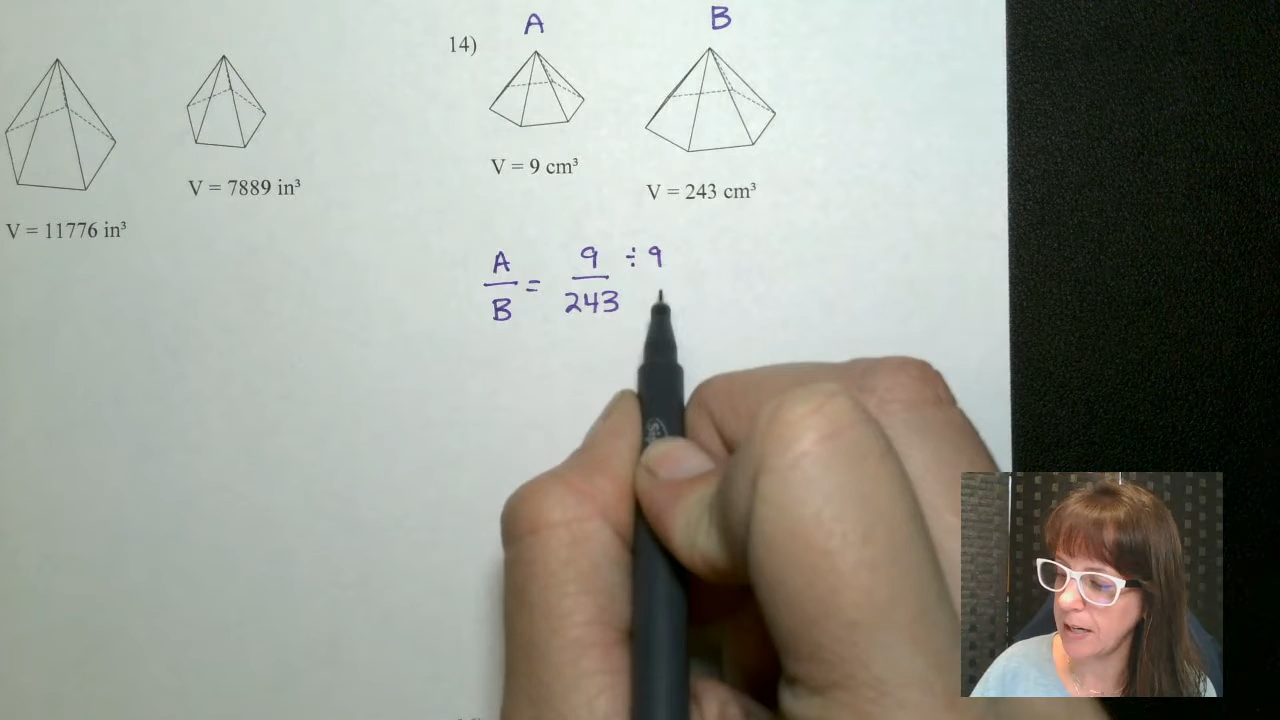 A B
14)
V = 9 cm³
V = 7889 in³
V = 243 cm³
V = 11776 in³
A/B = 9/243 ÷ 9